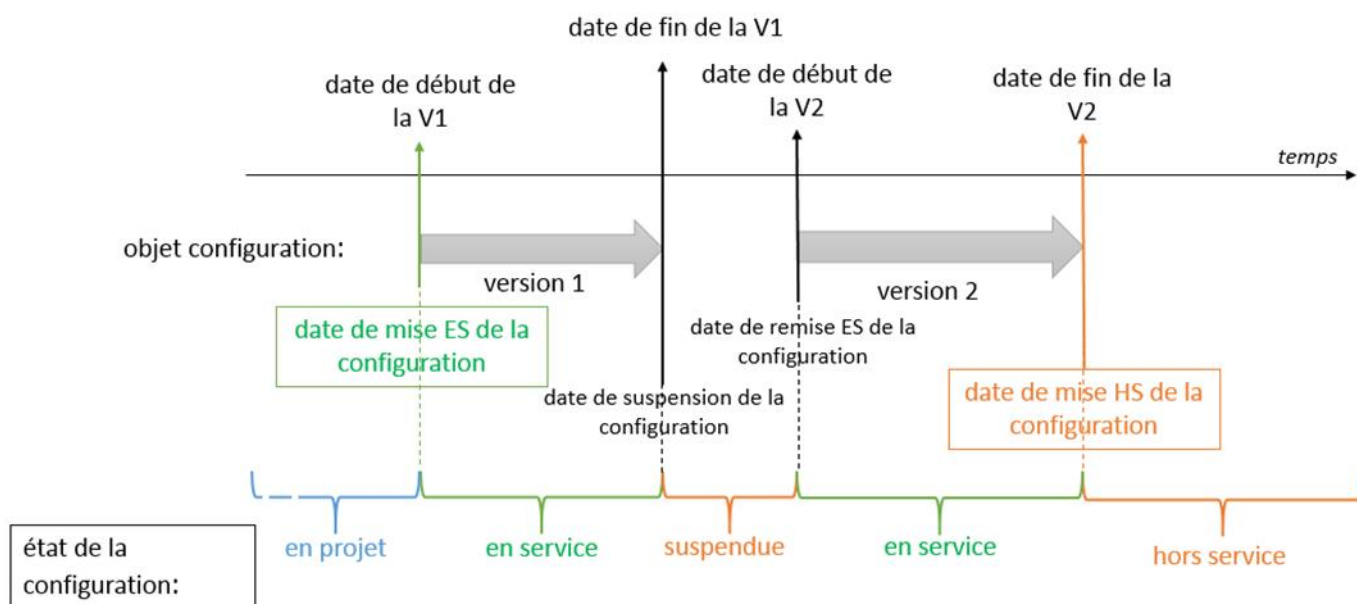 date de fin de la V1
date de début de
la V1
date de début de
la V2
date de fin de la
V2
temps
objet configuration:
version 1
version 2
date de mise ES de la
configuration
date de remise ES de la
configuration
date de suspension de la
configuration
date de mise HS de la
configuration
état de la
configuration:
en projet
en service
suspendue
en service
hors service